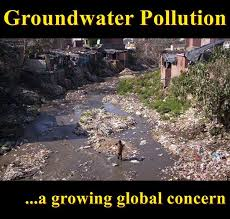 Groundwater Pollution
...a growing global concern